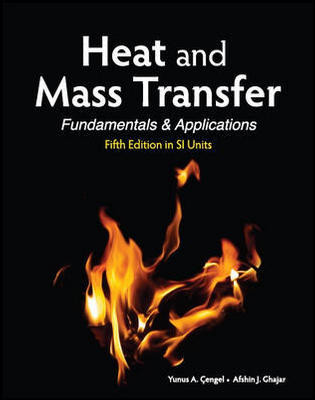 Heat and
Mass Transfer
Fundamentals & Applications
Fifth Edition in SI Units
Yunus A. Çengel • Afshin J. Ghajar